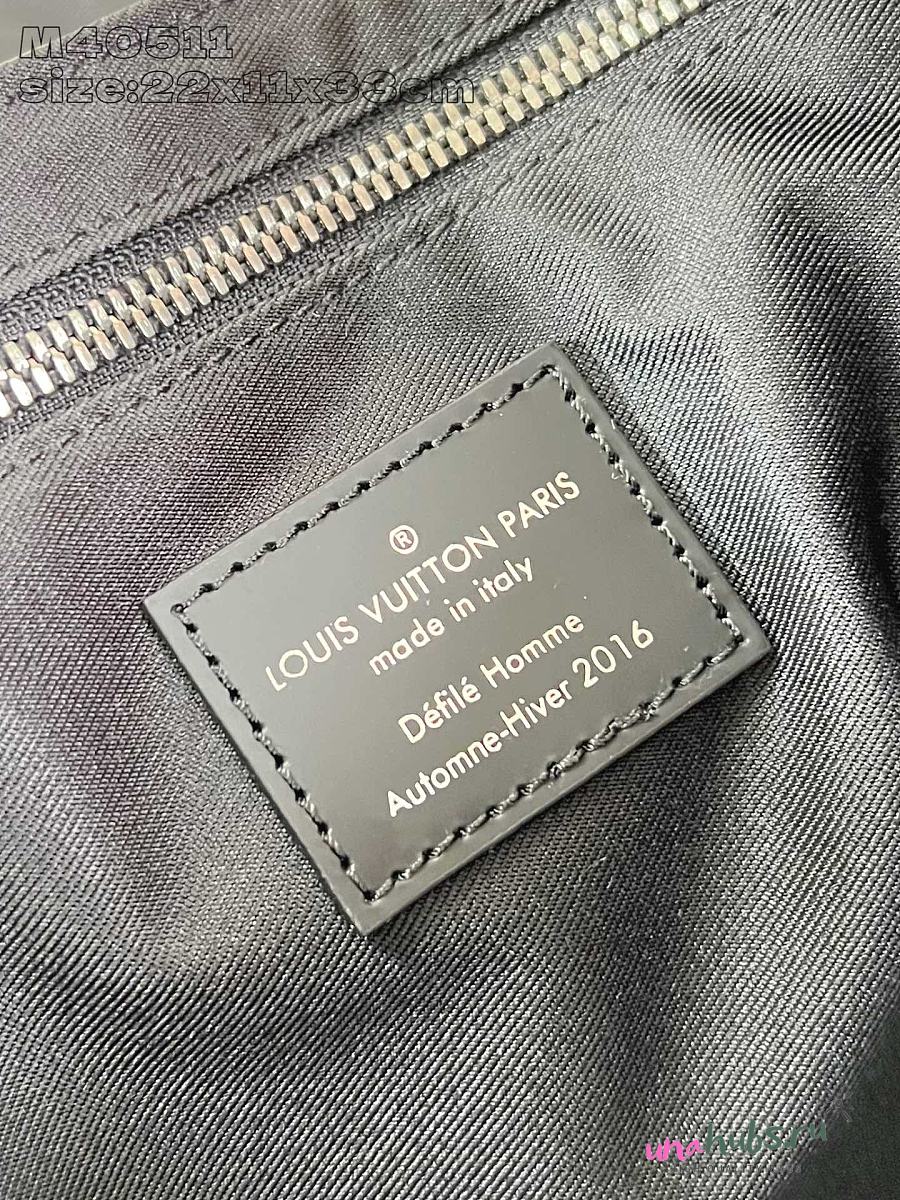 M40511
size:22x11x33cm
®
LOUIS VUITTON PARIS
made in italy
Défilé Homme
Automne-Hiver 2016
unahubs.ru